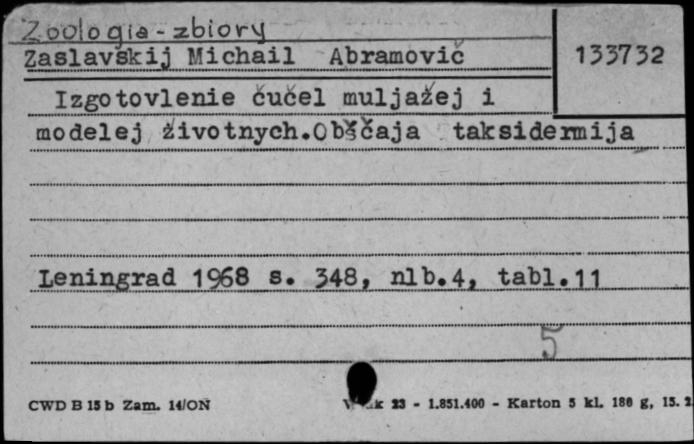 Zoologia - zbiory
Zaslavskij Michail Abramovič
133732
Izgotovlenie čučel muljažej i
modelej životnych. Obščaja taksidermija
Leningrad 1968 s. 348, nlb. 4, tabl. 11
5
CWD B 15 b Zam. 14/ON 23 - 1.851.400 - Karton 5 kl. 180 g, 15. 2